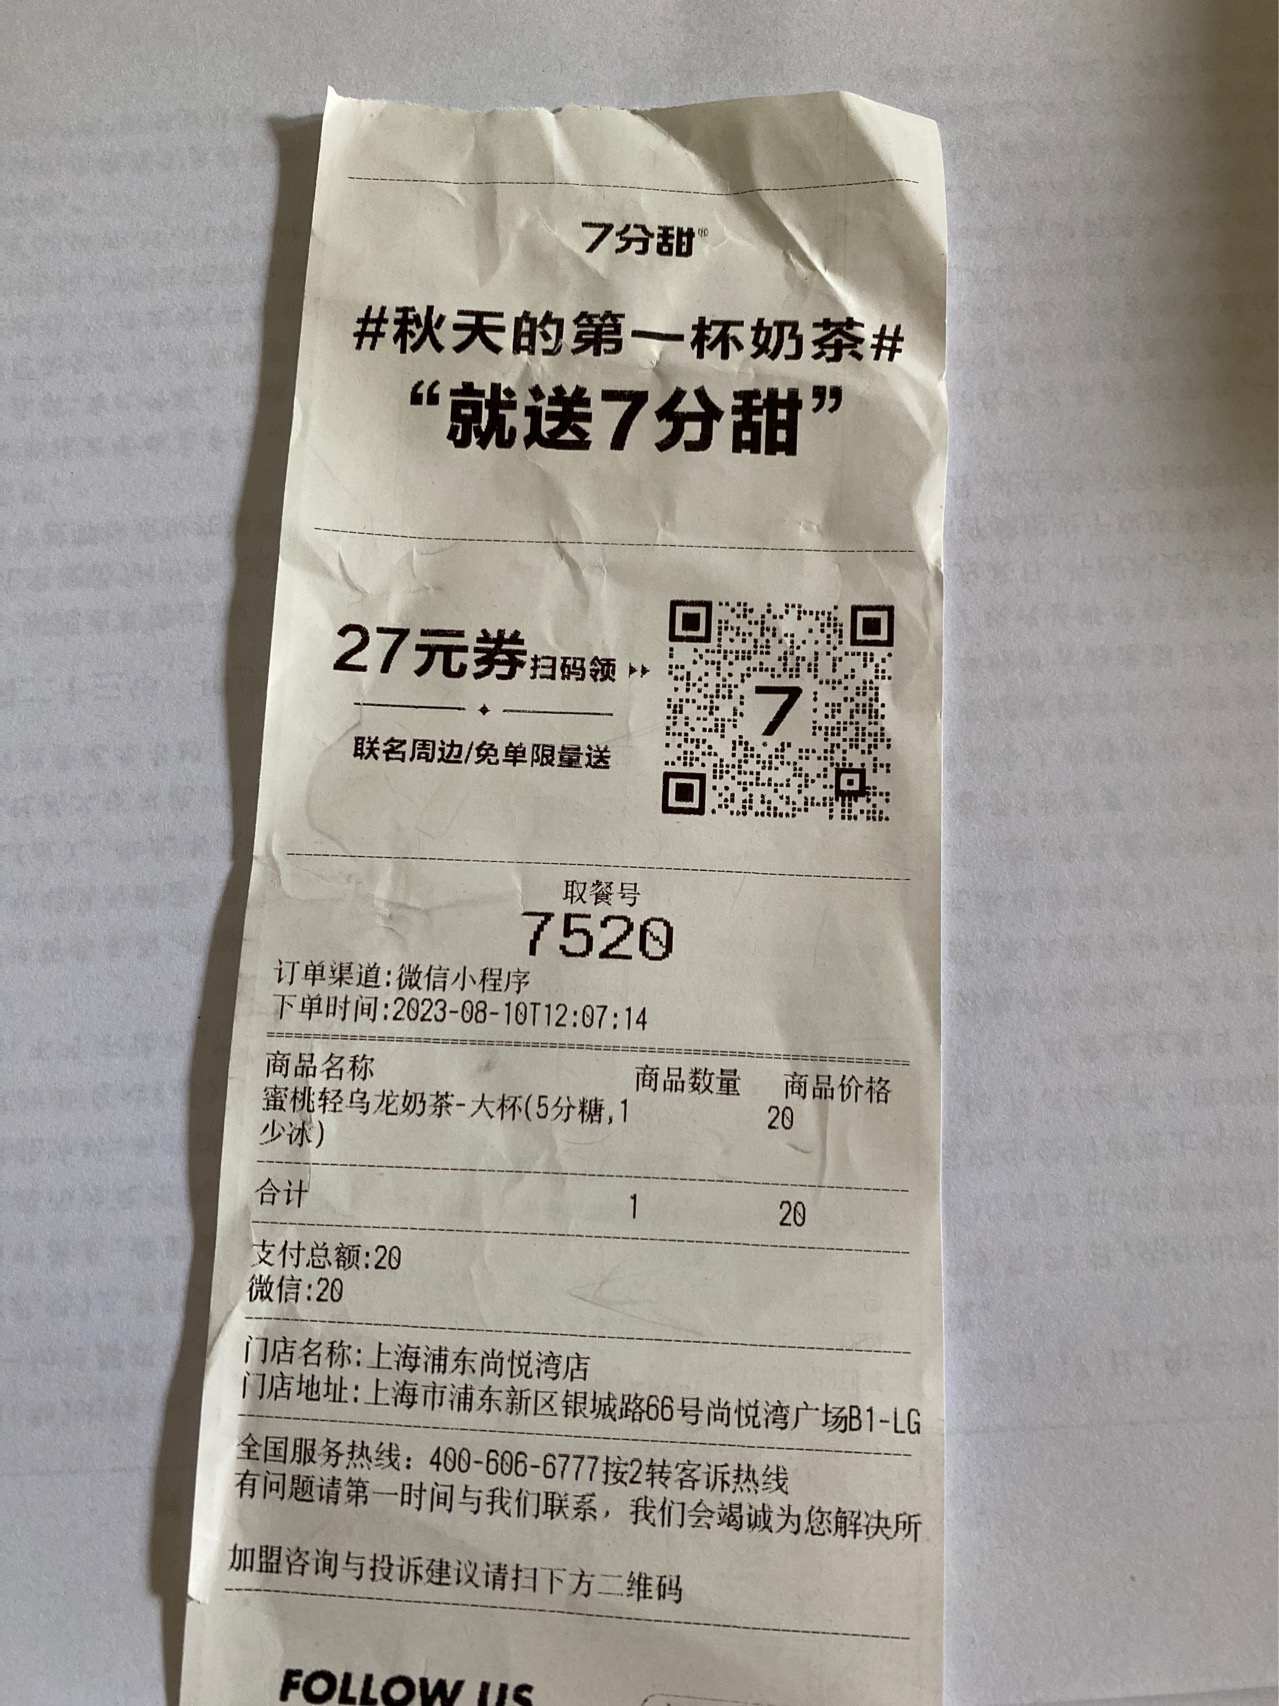 7分甜®
#秋天的第一杯奶茶#
“就送7分甜”
27元券扫码领
联名周边/免单限量送
7
取餐号
7520
订单渠道:微信小程序
下单时间:2023-08-10T12:07:14
商品名称 商品数量 商品价格
蜜桃轻乌龙奶茶-大杯(5分糖,1 20
少冰)
合计 1 20
支付总额:20
微信:20
门店名称:上海浦东尚悦湾店
门店地址:上海市浦东新区银城路66号尚悦湾广场B1-LG
全国服务热线：400-606-6777按2转客诉热线
有问题请第一时间与我们联系，我们会竭诚为您解决所
加盟咨询与投诉建议请扫下方二维码
FOLLOW US